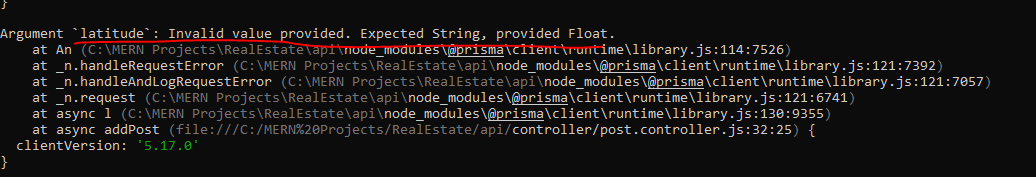 }
Argument `latitude`: Invalid value provided. Expected String, provided Float.
at An (C:\MERN Projects\RealEstate\api\node_modules\@prisma\client\runtime\library.js:114:7526)
at _n.handleRequestError (C:\MERN Projects\RealEstate\api\node_modules\@prisma\client\runtime\library.js:121:7392)
at _n.handleAndLogRequestError (C:\MERN Projects\RealEstate\api\node_modules\@prisma\client\runtime\library.js:121:7057)
at _n.request (C:\MERN Projects\RealEstate\api\node_modules\@prisma\client\runtime\library.js:121:6741)
at async l (C:\MERN Projects\RealEstate\api\node_modules\@prisma\client\runtime\library.js:130:9355)
at async addPost (file:///C:/MERN%20Projects/RealEstate/api/controller/post.controller.js:32:25) {
clientVersion: '5.17.0'
}